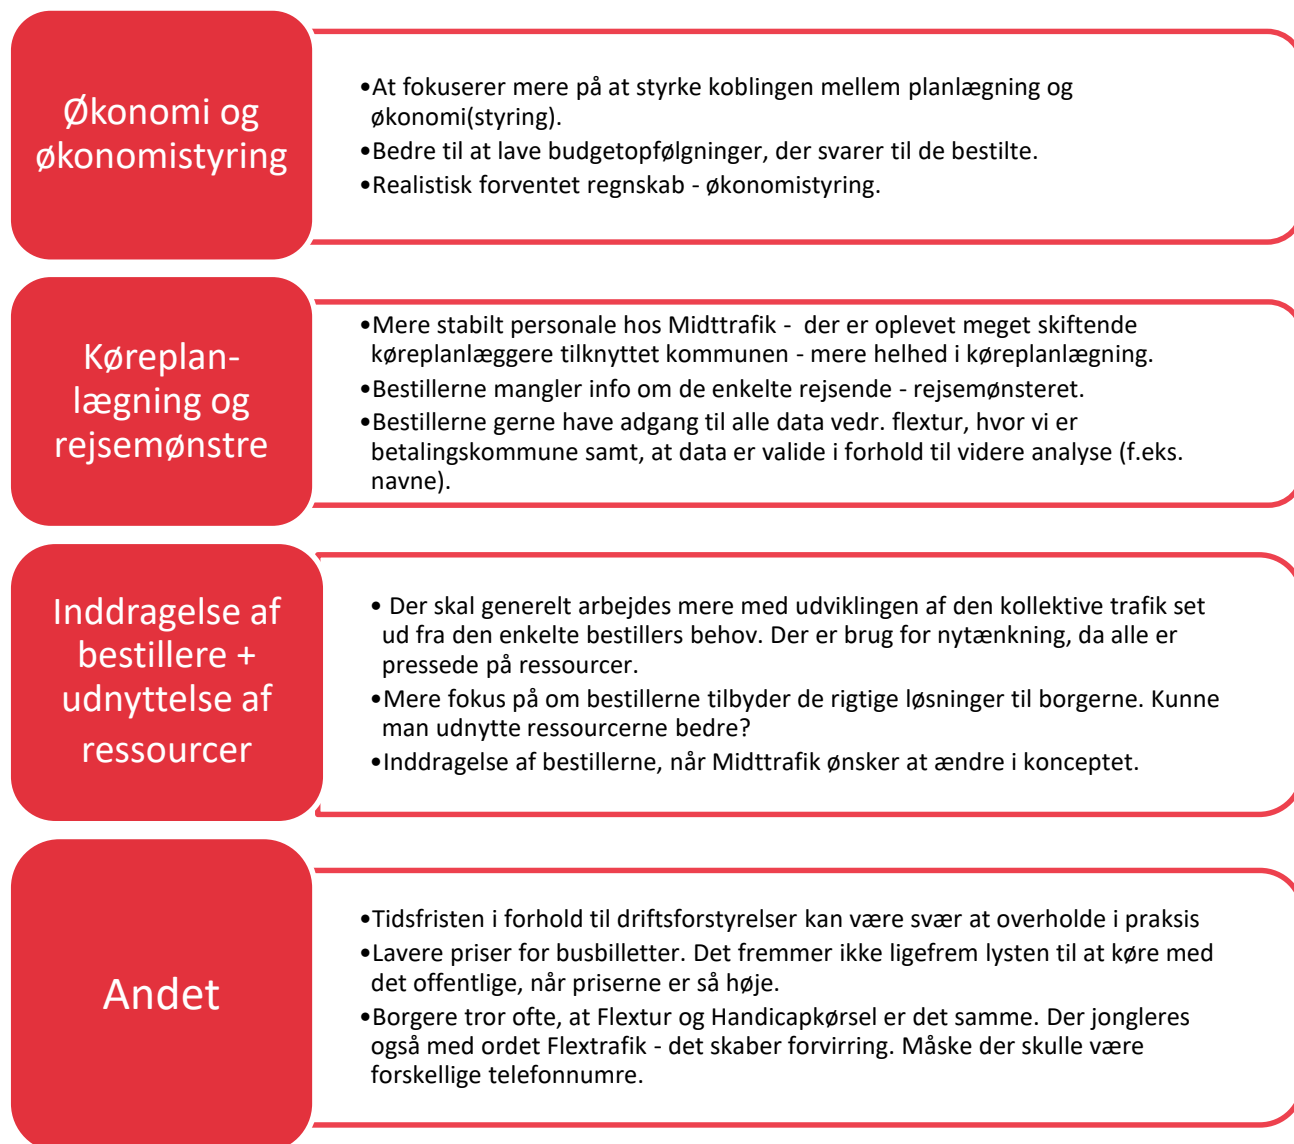 Økonomi og
økonomistyring
•At fokuserer mere på at styrke koblingen mellem planlægning og
økonomi(styring).
•Bedre til at lave budgetopfølgninger, der svarer til de bestilte.
•Realistisk forventet regnskab - økonomistyring.
Køreplan-
lægning og
rejsemønstre
•Mere stabilt personale hos Midttrafik - der er oplevet meget skiftende
køreplanlæggere tilknyttet kommunen - mere helhed i køreplanlægning.
•Bestillerne mangler info om de enkelte rejsende - rejsemønsteret.
•Bestillerne gerne have adgang til alle data vedr. flextur, hvor vi er
betalingskommune samt, at data er valide i forhold til videre analyse (f.eks.
navne).
Inddragelse af
bestillere +
udnyttelse af
ressourcer
• Der skal generelt arbejdes mere med udviklingen af den kollektive trafik set
ud fra den enkelte bestillers behov. Der er brug for nytænkning, da alle er
pressede på ressourcer.
•Mere fokus på om bestillerne tilbyder de rigtige løsninger til borgerne. Kunne
man udnytte ressourcerne bedre?
•Inddragelse af bestillerne, når Midttrafik ønsker at ændre i konceptet.
Andet
•Tidsfristen i forhold til driftsforstyrelser kan være svær at overholde i praksis
•Lavere priser for busbilletter. Det fremmer ikke ligefrem lysten til at køre med
det offentlige, når priserne er så høje.
•Borgere tror ofte, at Flextur og Handicapkørsel er det samme. Der jongleres
også med ordet Flextrafik - det skaber forvirring. Måske der skulle være
forskellige telefonnumre.